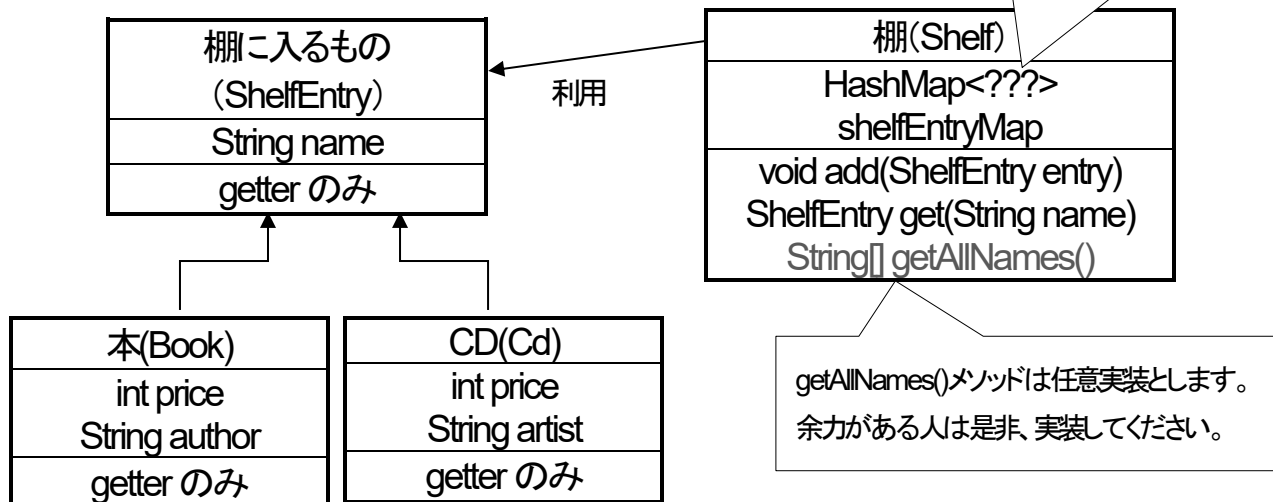 棚に入るもの
（ShelfEntry）
String name
getter のみ
利用
棚（Shelf）
HashMap<???>
shelfEntryMap
void add(ShelfEntry entry)
ShelfEntry get(String name)
String[] getAllNames()
本(Book)
int price
String author
getter のみ
CD(Cd)
int price
String artist
getter のみ
getAllNames()メソッドは任意実装とします。
余力がある人は是非、実装してください。